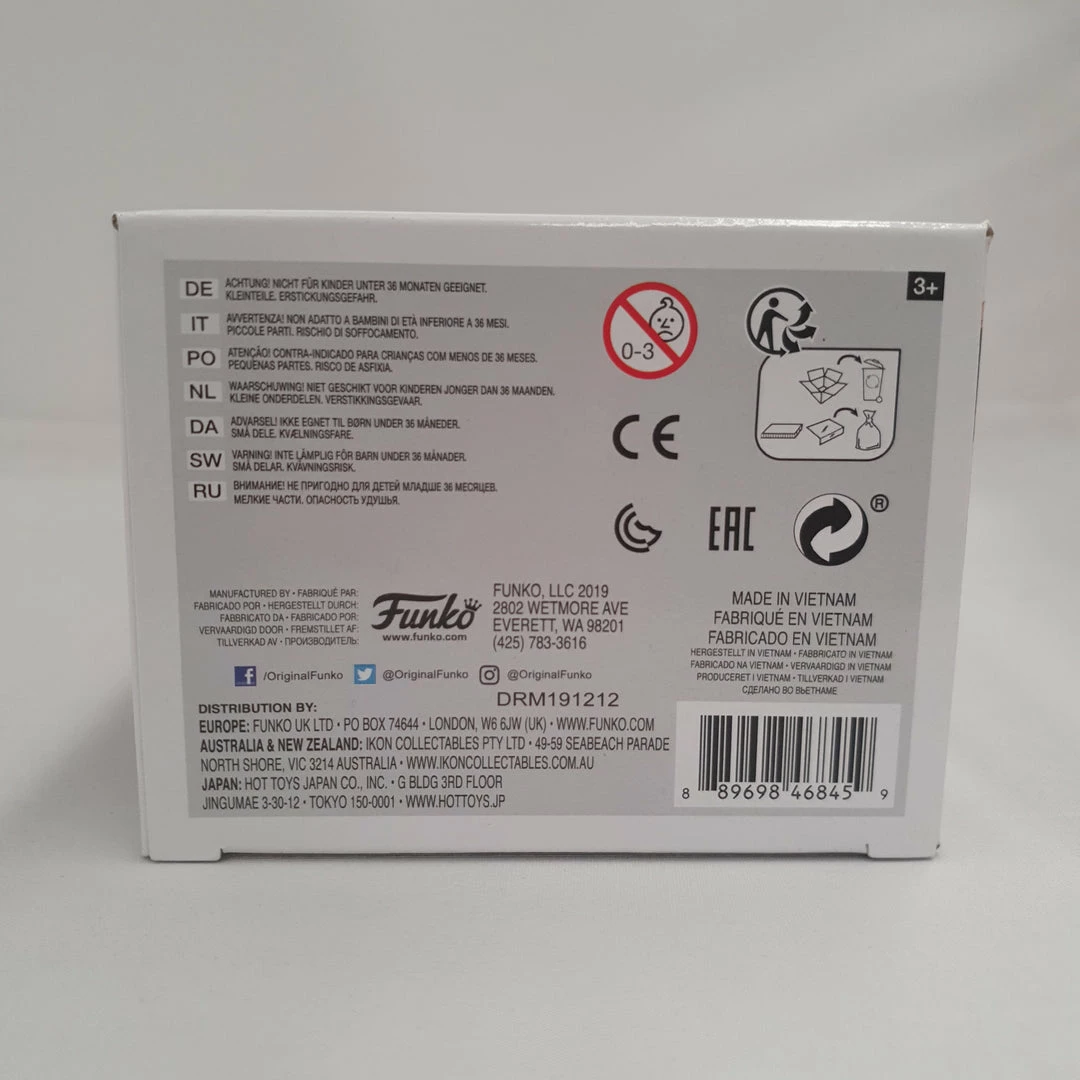 3+
DE ACHTUNG! NICHT FÜR KINDER UNTER 36 MONATEN GEEIGNET.
KLEINTEILE. ERSTICKUNGSGEFAHR.
IT AVVERTENZA! NON ADATTO A BAMBINI DI ETÀ INFERIORE A 36 MESI.
PICCOLE PARTI. RISCHIO DI SOFFOCAMENTO.
PO ATENÇÃO! CONTRA-INDICADO PARA CRIANÇAS COM MENOS DE 36 MESES.
PEQUENAS PARTES. RISCO DE ASFIXIA.
NL WAARSCHUWING! NIET GESCHIKT VOOR KINDEREN JONGER DAN 36 MAANDEN.
KLEINE ONDERDELEN. VERSTIKKINGSGEVAAR.
DA ADVARSEL! IKKE EGNET TIL BØRN UNDER 36 MÅNEDER.
SMÅ DELE. KVÆLNINGSFARE.
SW VARNING! INTE LÄMPLIG FÖR BARN UNDER 36 MÅNADER.
SMÅ DELAR. KVÄVNINGSRISK.
RU ВНИМАНИЕ! НЕ ПРИГОДНО ДЛЯ ДЕТЕЙ МЛАДШЕ 36 МЕСЯЦЕВ.
МЕЛКИЕ ЧАСТИ. ОПАСНОСТЬ УДУШЬЯ.
0-3
CE
EAC
®
MANUFACTURED BY • FABRIQUÉ PAR:
FABRICADO POR • HERGESTELLT DURCH:
FABBRICATO DA • FABRICADO POR:
VERVAARDIGD DOOR • FREMSTILLET AF:
TILLVERKAD AV • ПРОИЗВОДИТЕЛЬ:
Funko
www.funko.com
FUNKO, LLC 2019
2802 WETMORE AVE
EVERETT, WA 98201
(425) 783-3616
/OriginalFunko @OriginalFunko @OriginalFunko
DRM191212
DISTRIBUTION BY:
EUROPE: FUNKO UK LTD • PO BOX 74644 • LONDON, W6 6JW (UK) • WWW.FUNKO.COM
AUSTRALIA & NEW ZEALAND: IKON COLLECTABLES PTY LTD • 49-59 SEABEACH PARADE
NORTH SHORE, VIC 3214 AUSTRALIA • WWW.IKONCOLLECTABLES.COM.AU
JAPAN: HOT TOYS JAPAN CO., INC. • G BLDG 3RD FLOOR
JINGUMAE 3-30-12 • TOKYO 150-0001 • WWW.HOTTOYS.JP
MADE IN VIETNAM
FABRIQUÉ EN VIETNAM
FABRICADO EN VIETNAM
HERGESTELLT IN VIETNAM • FABBRICATO IN VIETNAM
FABRICADO NA VIETNAM • VERVAARDIGD IN VIETNAM
PRODUCERET I VIETNAM • TILLVERKAD I VIETNAM
СДЕЛАНО ВО ВЬЕТНАМЕ
8 89698 46845 9